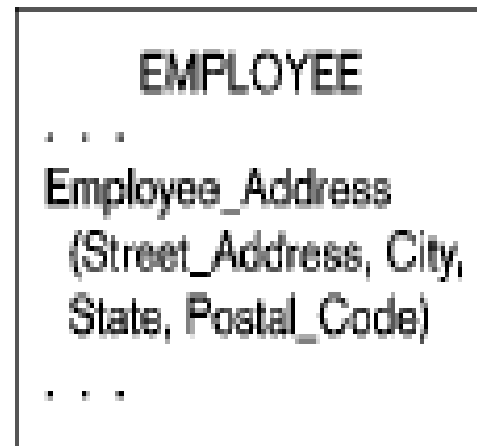 EMPLOYEE
. . .
Employee_Address
(Street_Address, City,
State, Postal_Code)
. . .